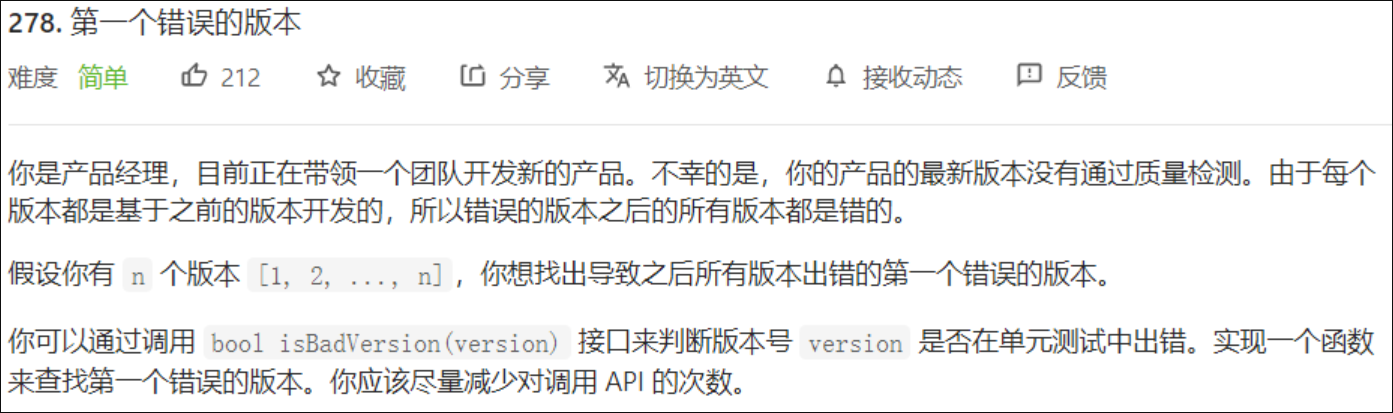 278. 第一个错误的版本
难度 简单 212 收藏 分享 切换为英文 接收动态 反馈
你是产品经理，目前正在带领一个团队开发新的产品。不幸的是，你的产品的最新版本没有通过质量检测。由于每个
版本都是基于之前的版本开发的，所以错误的版本之后的所有版本都是错的。
假设你有 n 个版本 [1, 2, ..., n]，你想找出导致之后所有版本出错的第一个错误的版本。
你可以通过调用 bool isBadVersion(version) 接口来判断版本号 version 是否在单元测试中出错。实现一个函数
来查找第一个错误的版本。你应该尽量减少对调用 API 的次数。